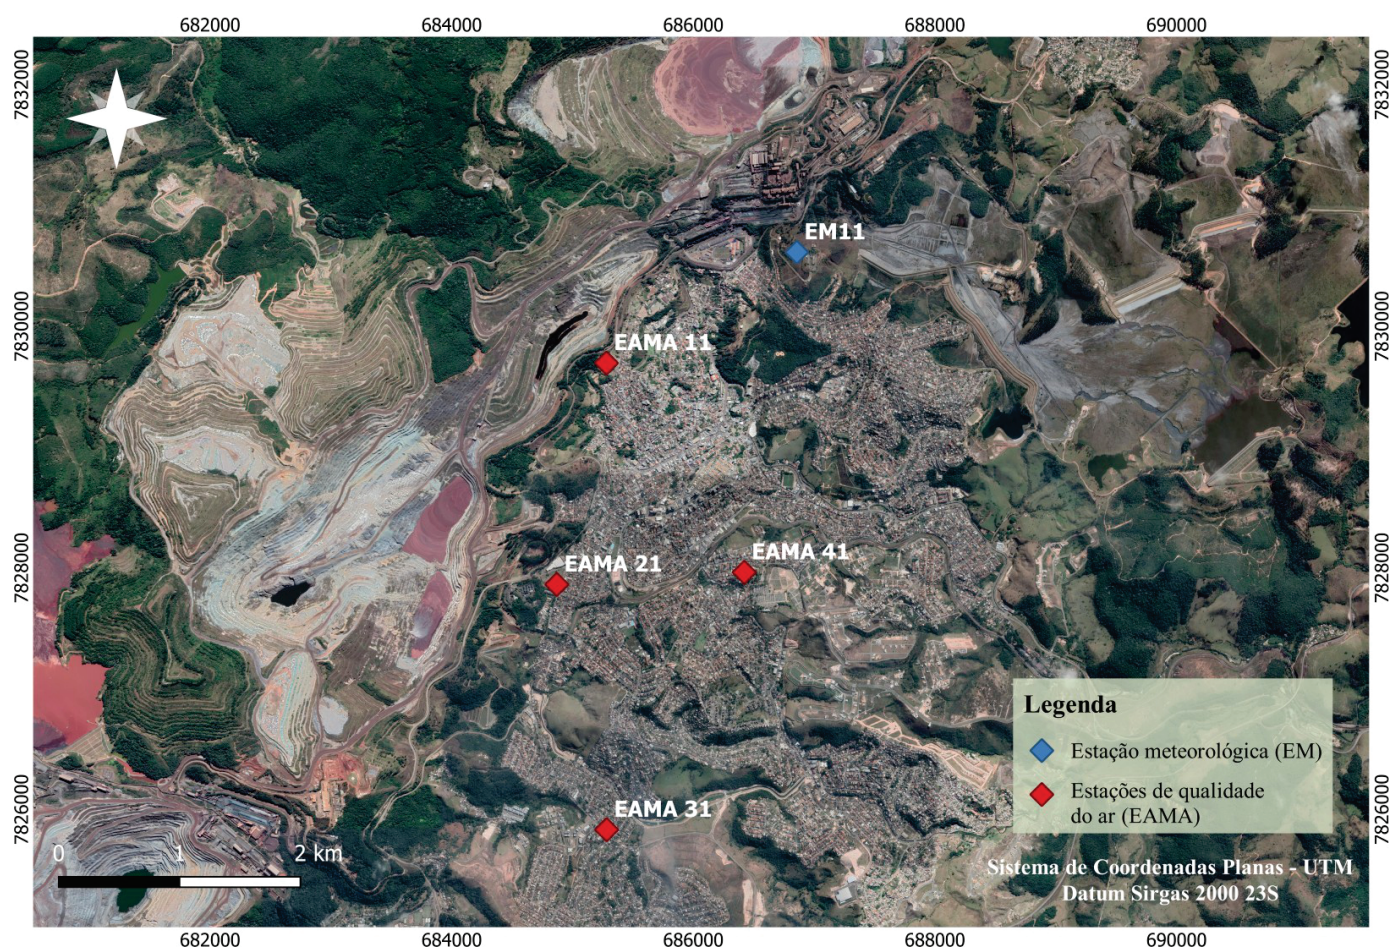 682000 684000 686000 688000 690000
7832000 7832000
EM11
7830000 7830000
EAMA 11
EAMA 41
EAMA 21
7828000 7828000
Legenda
Estação meteorológica (EM)
Estações de qualidade
do ar (EAMA)
EAMA 31
7826000 7826000
0 1 2 km
Sistema de Coordenadas Planas - UTM
Datum Sirgas 2000 23S
682000 684000 686000 688000 690000